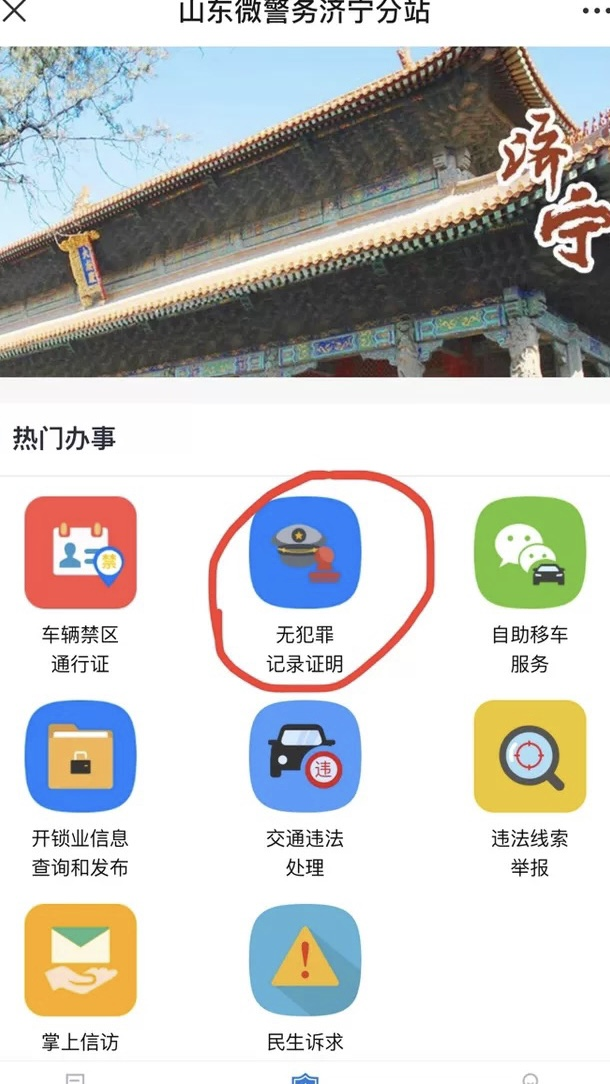 山东微警务济宁分站
济宁
热门办事
禁
车辆禁区
通行证
无犯罪
记录证明
自助移车
服务
开锁业信息
查询和发布
违
交通违法
处理
违法线索
举报
掌上信访
民生诉求